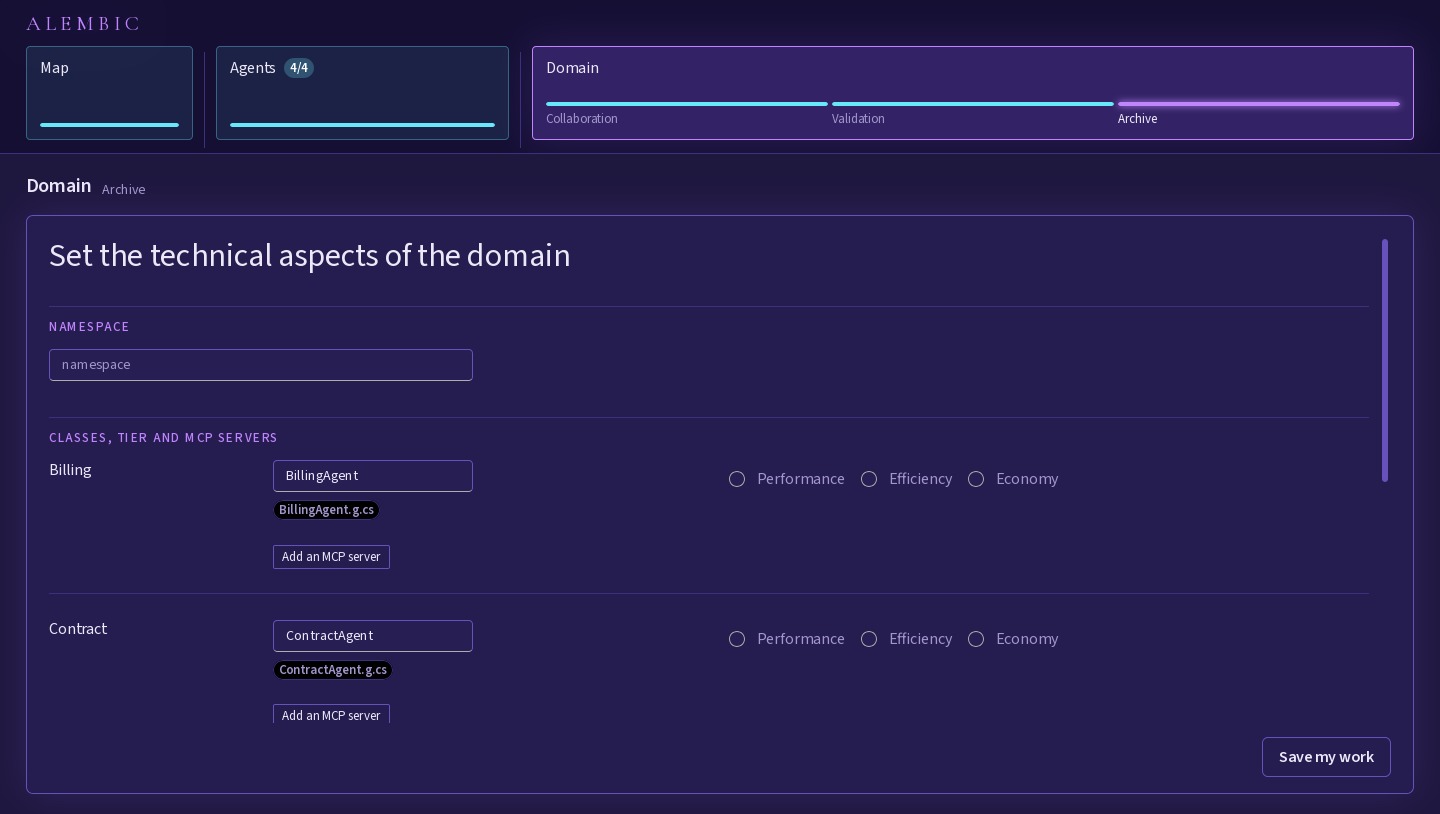 ALEMBIC
Map
Agents 4/4
Domain
Collaboration
Validation
Archive
Domain Archive
Set the technical aspects of the domain
NAMESPACE
namespace
CLASSES, TIER AND MCP SERVERS
Billing
BillingAgent
Performance Efficiency Economy
BillingAgent.g.cs
Add an MCP server
Contract
ContractAgent
Performance Efficiency Economy
ContractAgent.g.cs
Add an MCP server
Save my work